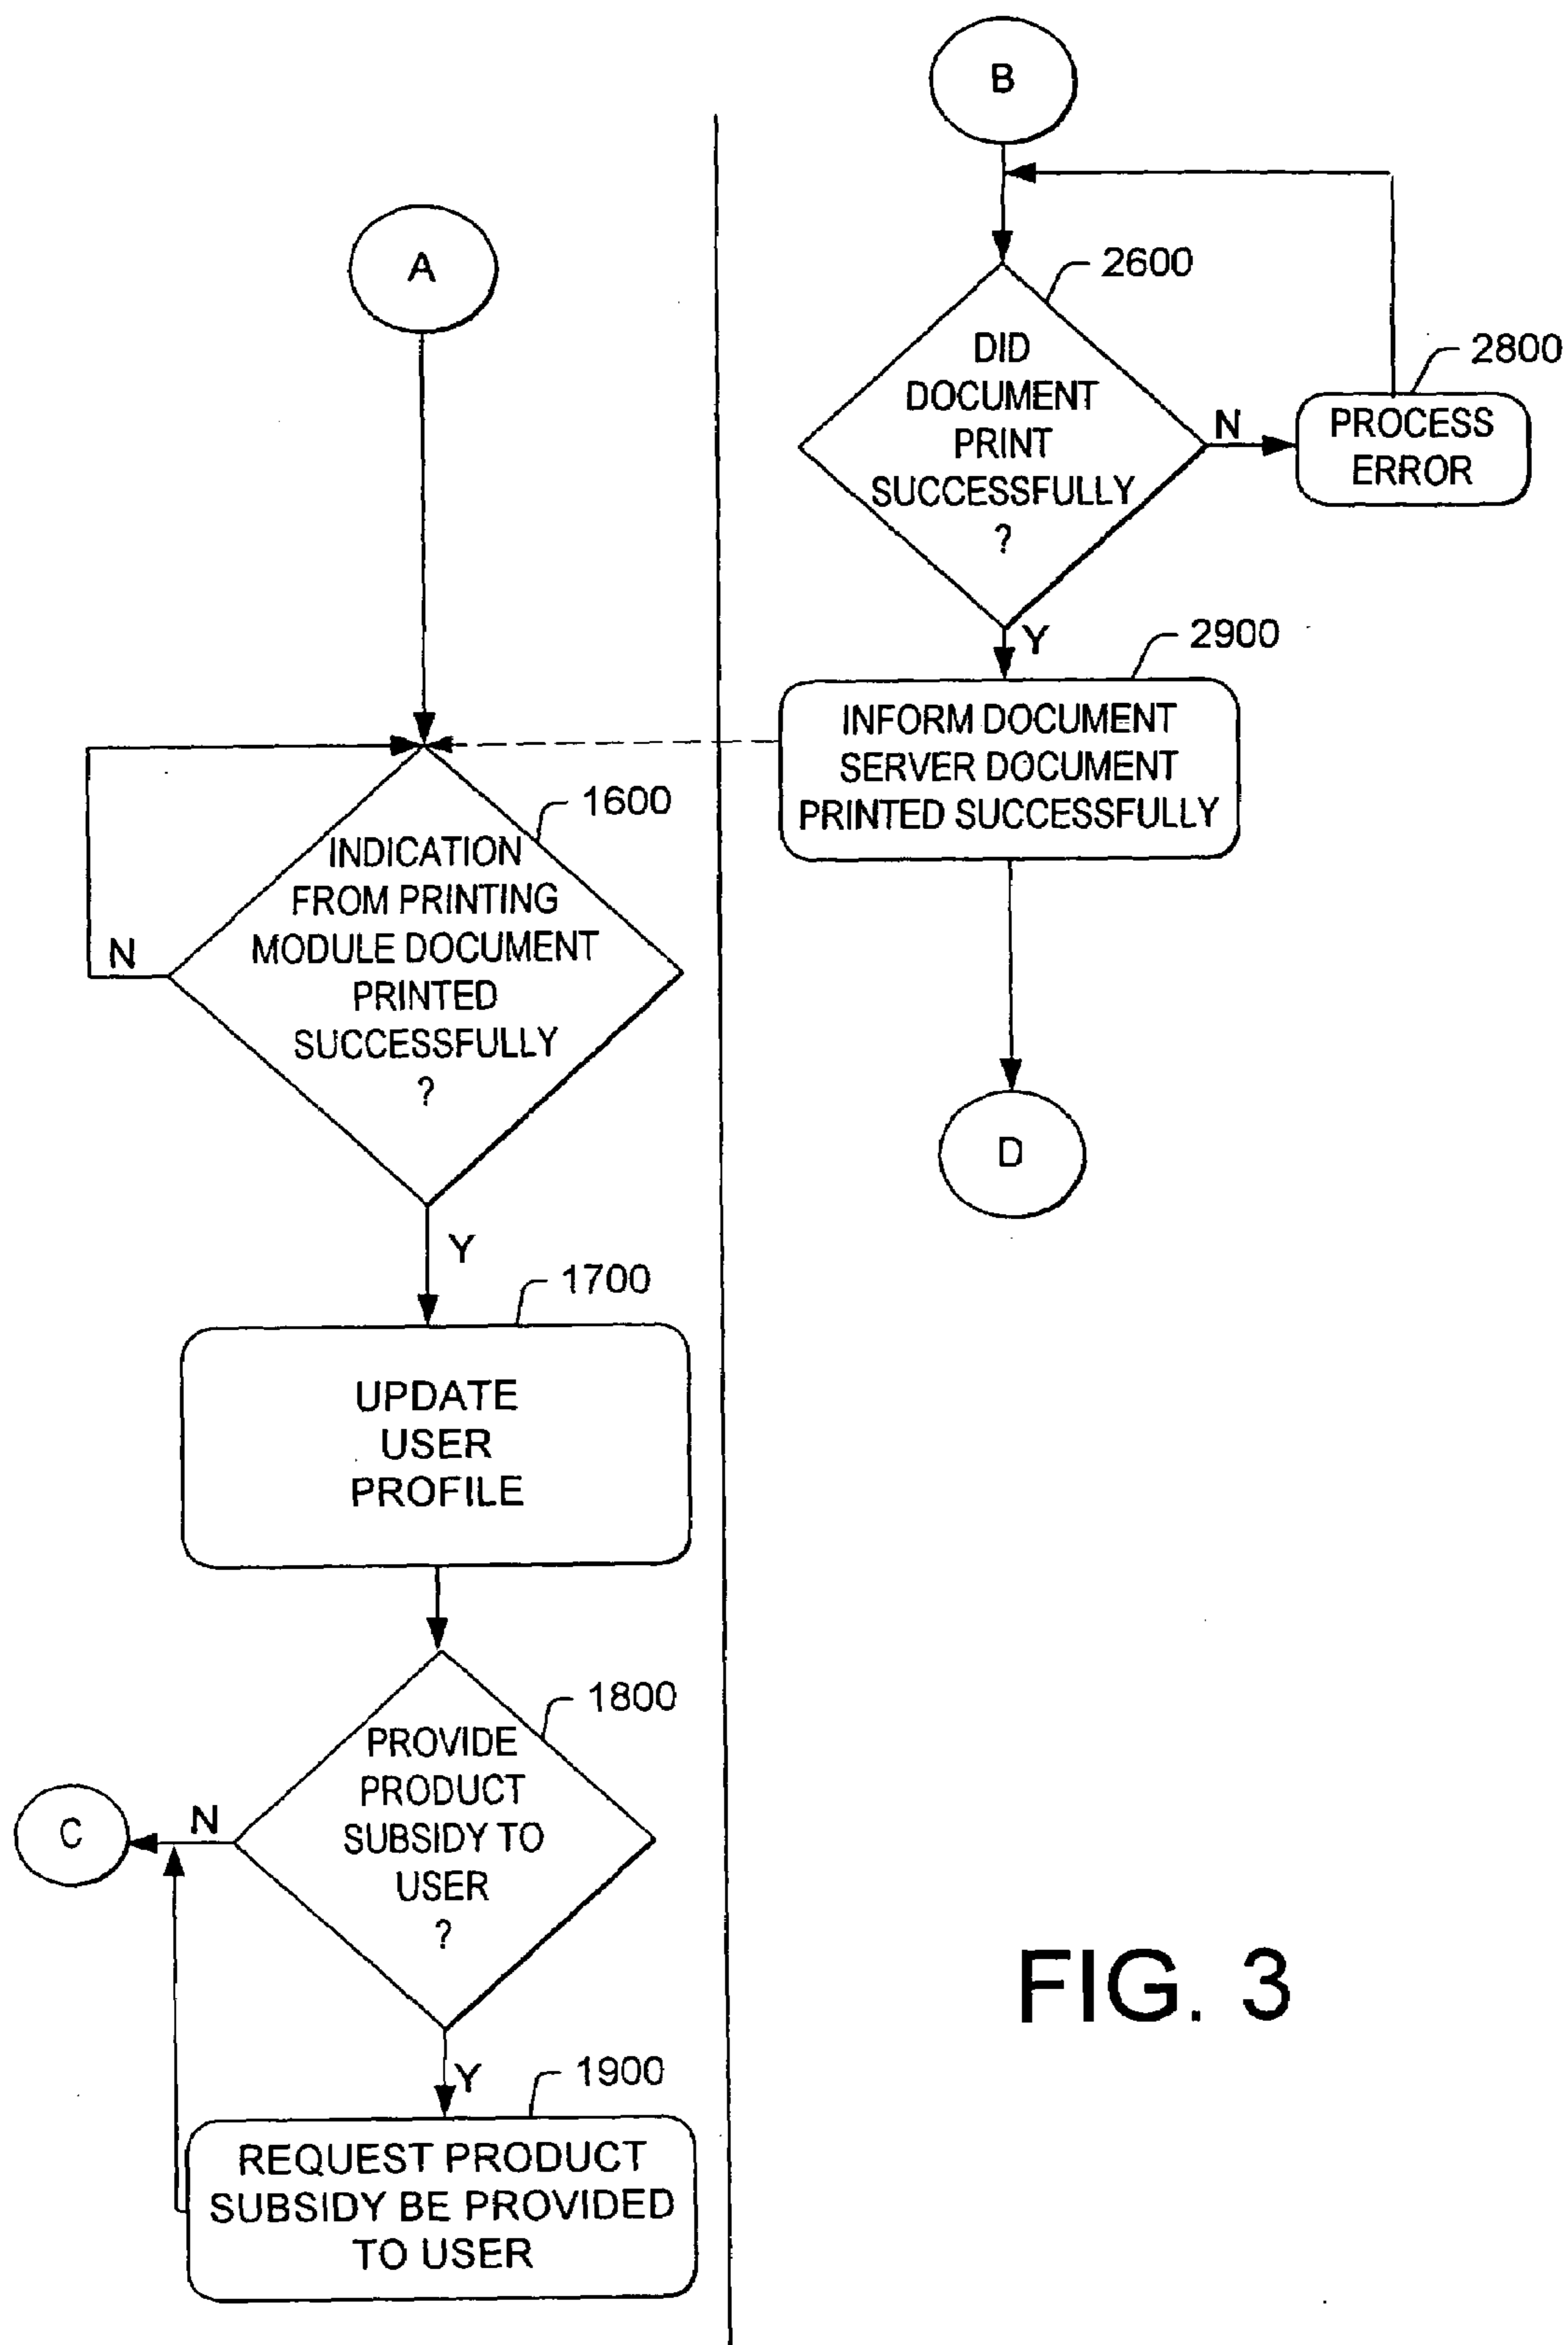 A
1600
INDICATION
FROM PRINTING
MODULE DOCUMENT
PRINTED
SUCCESSFULLY
?
N
Y
1700
UPDATE
USER
PROFILE
1800
PROVIDE
PRODUCT
SUBSIDY TO
USER
?
N
C
Y
1900
REQUEST PRODUCT
SUBSIDY BE PROVIDED
TO USER
B
2600
DID
DOCUMENT
PRINT
SUCCESSFULLY
?
N
2800
PROCESS
ERROR
Y
2900
INFORM DOCUMENT
SERVER DOCUMENT
PRINTED SUCCESSFULLY
D
FIG. 3